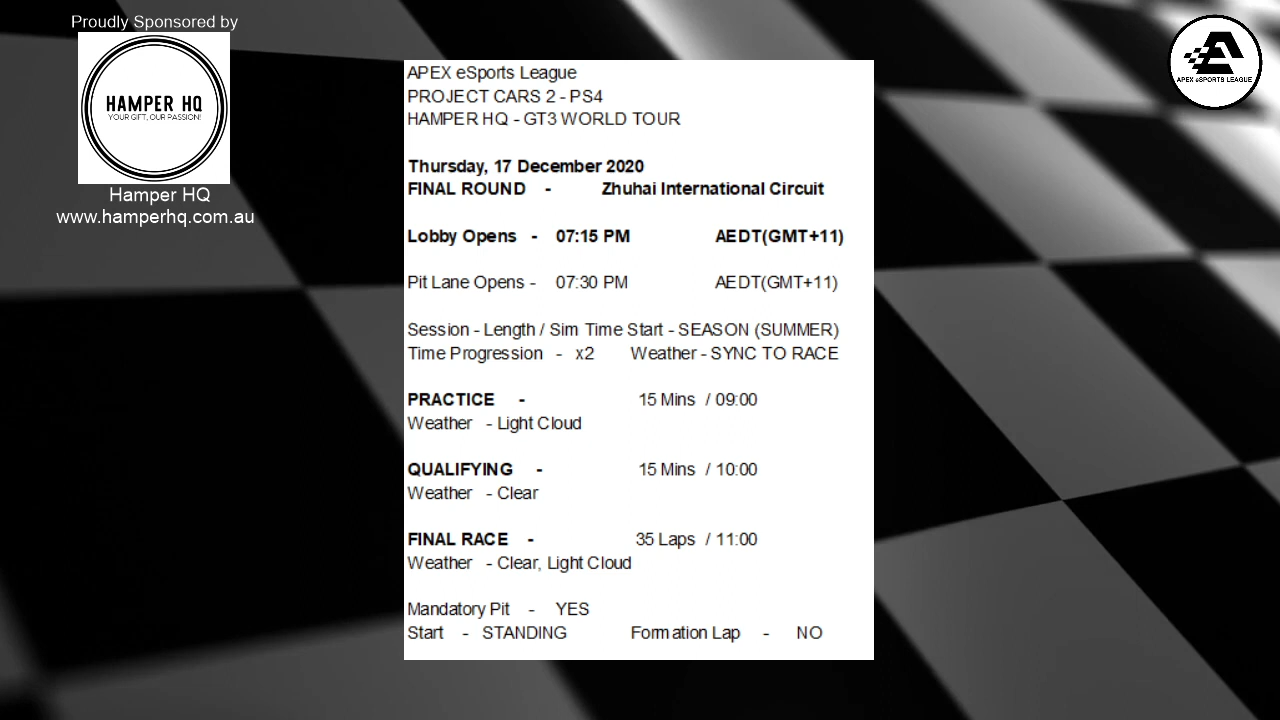 Proudly Sponsored by
HAMPER HQ
YOUR GIFT, OUR PASSION!
Hamper HQ
www.hamperhq.com.au
APEX eSPORTS LEAGUE
APEX eSports League
PROJECT CARS 2 - PS4
HAMPER HQ - GT3 WORLD TOUR
Thursday, 17 December 2020
FINAL ROUND - Zhuhai International Circuit
Lobby Opens - 07:15 PM AEDT(GMT+11)
Pit Lane Opens - 07:30 PM AEDT(GMT+11)
Session - Length / Sim Time Start - SEASON (SUMMER)
Time Progression - x2 Weather - SYNC TO RACE
PRACTICE - 15 Mins / 09:00
Weather - Light Cloud
QUALIFYING - 15 Mins / 10:00
Weather - Clear
FINAL RACE - 35 Laps / 11:00
Weather - Clear, Light Cloud
Mandatory Pit - YES
Start - STANDING Formation Lap - NO